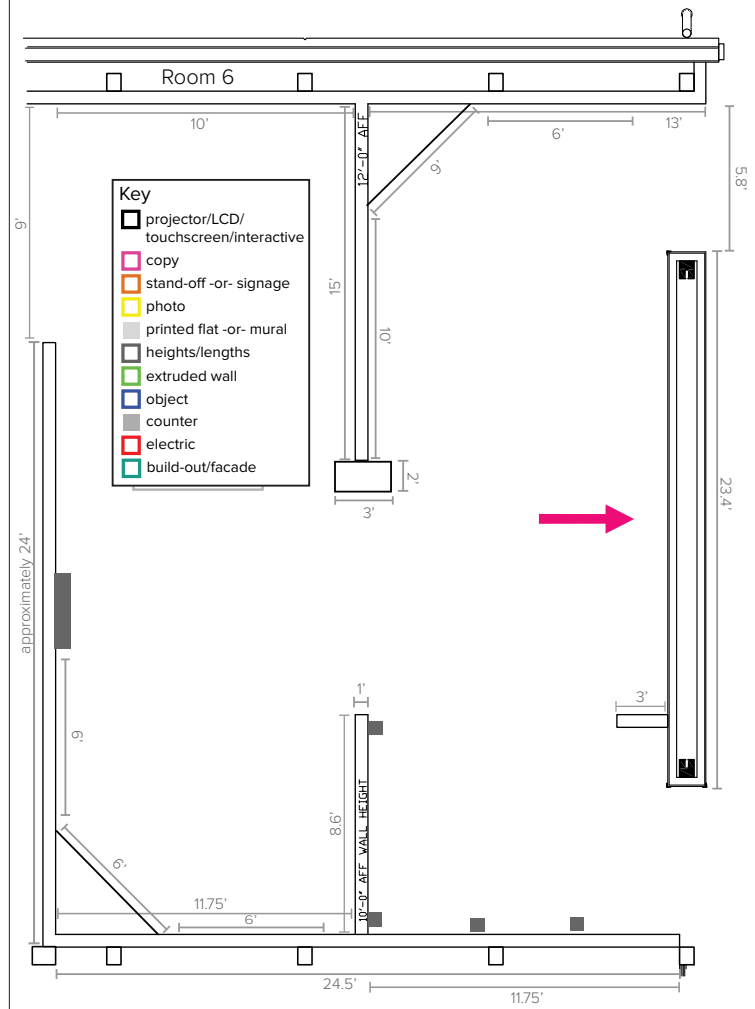 Room 6
10'
12'-0" AFF
6'
13'
9'
5.8'
9'
Key
projector/LCD/
touchscreen/interactive
copy
stand-off -or- signage
photo
printed flat -or- mural
heights/lengths
extruded wall
object
counter
electric
build-out/facade
15'
10'
2'
3'
23.4'
approximately 24'
1'
3'
6'
8.6'
10'-0" AFF WALL HEIGHT
6'
11.75'
6'
24.5'
11.75'